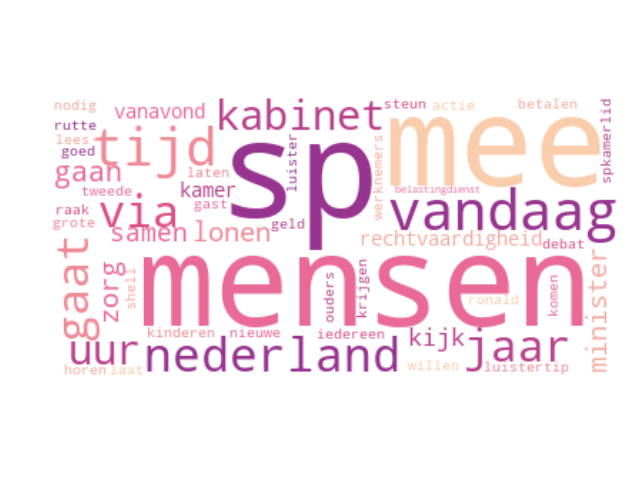 nodig
vanavond
kabinet
steun
actie
betalen
spkamerlid
rutte
lees
goed
tijd
sp
luister
mee
gaan
laten
tweede
kamer
gast
werknemers
belastingdienst
raak
grote
via
samen
lonen
geld
vandaag
rechtvaardigheid
debat
gaat
zorg
shell
mensen
ouders
krijgen
ronald
komen
minister
kinderen
nieuwe
iedereen
kijk
jaar
uur
nederland
horen
laat
willen
luistertip